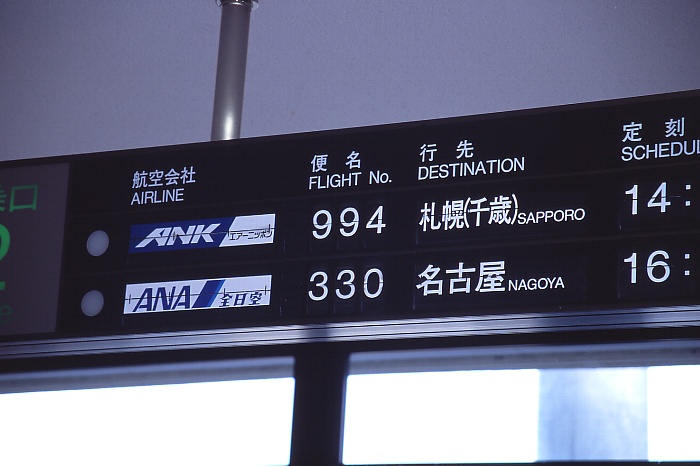 航空会社 便名 行先 定刻
AIRLINE FLIGHT No. DESTINATION SCHEDU
ANK エアーニッポン 994 札幌(千歳) SAPPORO 14:
ANA 全日空 330 名古屋 NAGOYA 16:
口